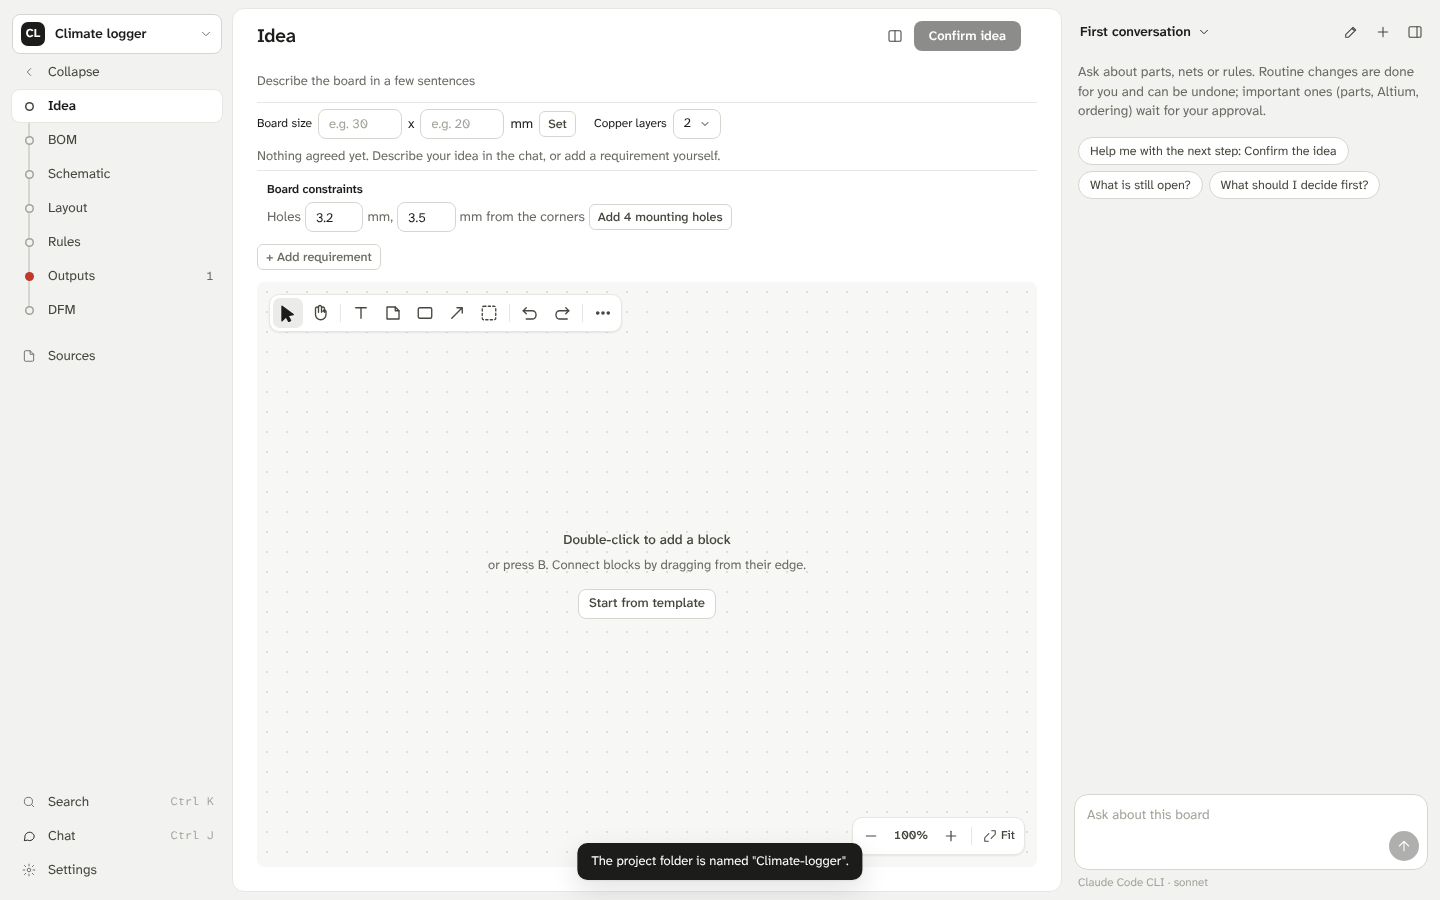 CL Climate logger
Collapse
Idea
BOM
Schematic
Layout
Rules
Outputs 1
DFM
Sources
Search Ctrl K
Chat Ctrl J
Settings
Idea
Confirm idea
Describe the board in a few sentences
Board size e.g. 30 x e.g. 20 mm Set Copper layers 2
Nothing agreed yet. Describe your idea in the chat, or add a requirement yourself.
Board constraints
Holes 3.2 mm, 3.5 mm from the corners Add 4 mounting holes
+ Add requirement
T
Double-click to add a block
or press B. Connect blocks by dragging from their edge.
Start from template
100% Fit
The project folder is named "Climate-logger".
First conversation
Ask about parts, nets or rules. Routine changes are done
for you and can be undone; important ones (parts, Altium,
ordering) wait for your approval.
Help me with the next step: Confirm the idea
What is still open? What should I decide first?
Ask about this board
Claude Code CLI · sonnet